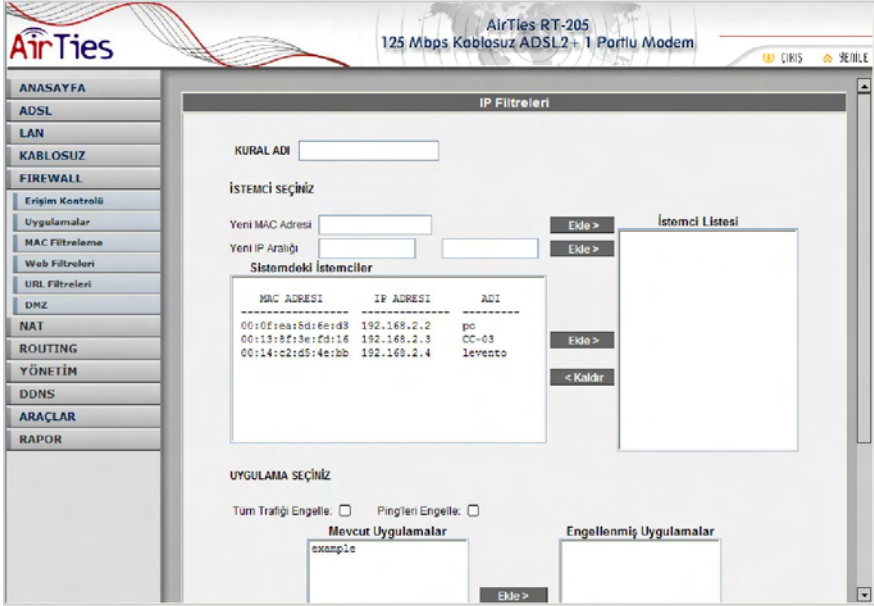 AirTies
AirTies RT-205
125 Mbps Kablosuz ADSL2+ 1 Portlu Modem
ÇIKIŞ YENİLE
ANASAYFA
ADSL
LAN
KABLOSUZ
FIREWALL
Erişim Kontrolü
Uygulamalar
MAC Filtreleme
Web Filtreleri
URL Filtreleri
DMZ
NAT
ROUTING
YÖNETİM
DDNS
ARAÇLAR
RAPOR
IP Filtreleri
KURAL ADI
İSTEMCİ SEÇİNİZ
Yeni MAC Adresi Ekle >
Yeni IP Aralığı Ekle >
İstemci Listesi
Sistemdeki İstemciler
MAC ADRESI IP ADRESI ADI
------------------ -------------- ---------
00:0f:ea:5d:6e:d3 192.168.2.2 pc
00:13:8f:3e:fd:16 192.168.2.3 CC-03
00:14:c2:d5:4e:bb 192.168.2.4 levento
Ekle >
< Kaldır
UYGULAMA SEÇİNİZ
Tüm Trafiği Engelle: Ping'leri Engelle:
Mevcut Uygulamalar Engellenmiş Uygulamalar
example
Ekle >